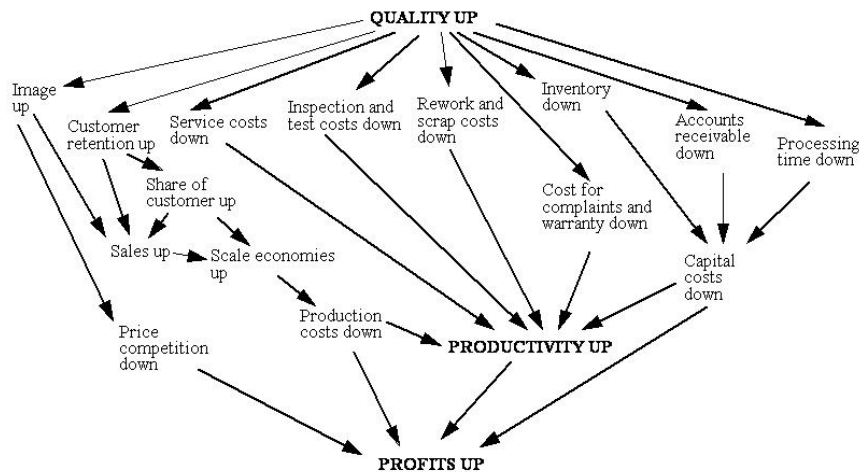 QUALITY UP
Image
up
Customer
retention up
Service costs
down
Inspection and
test costs down
Rework and
scrap costs
down
Inventory
down
Accounts
receivable
down
Processing
time down
Share of
customer up
Cost for
complaints and
warranty down
Sales up
Scale economies
up
Capital
costs
down
Production
costs down
Price
competition
down
PRODUCTIVITY UP
PROFITS UP